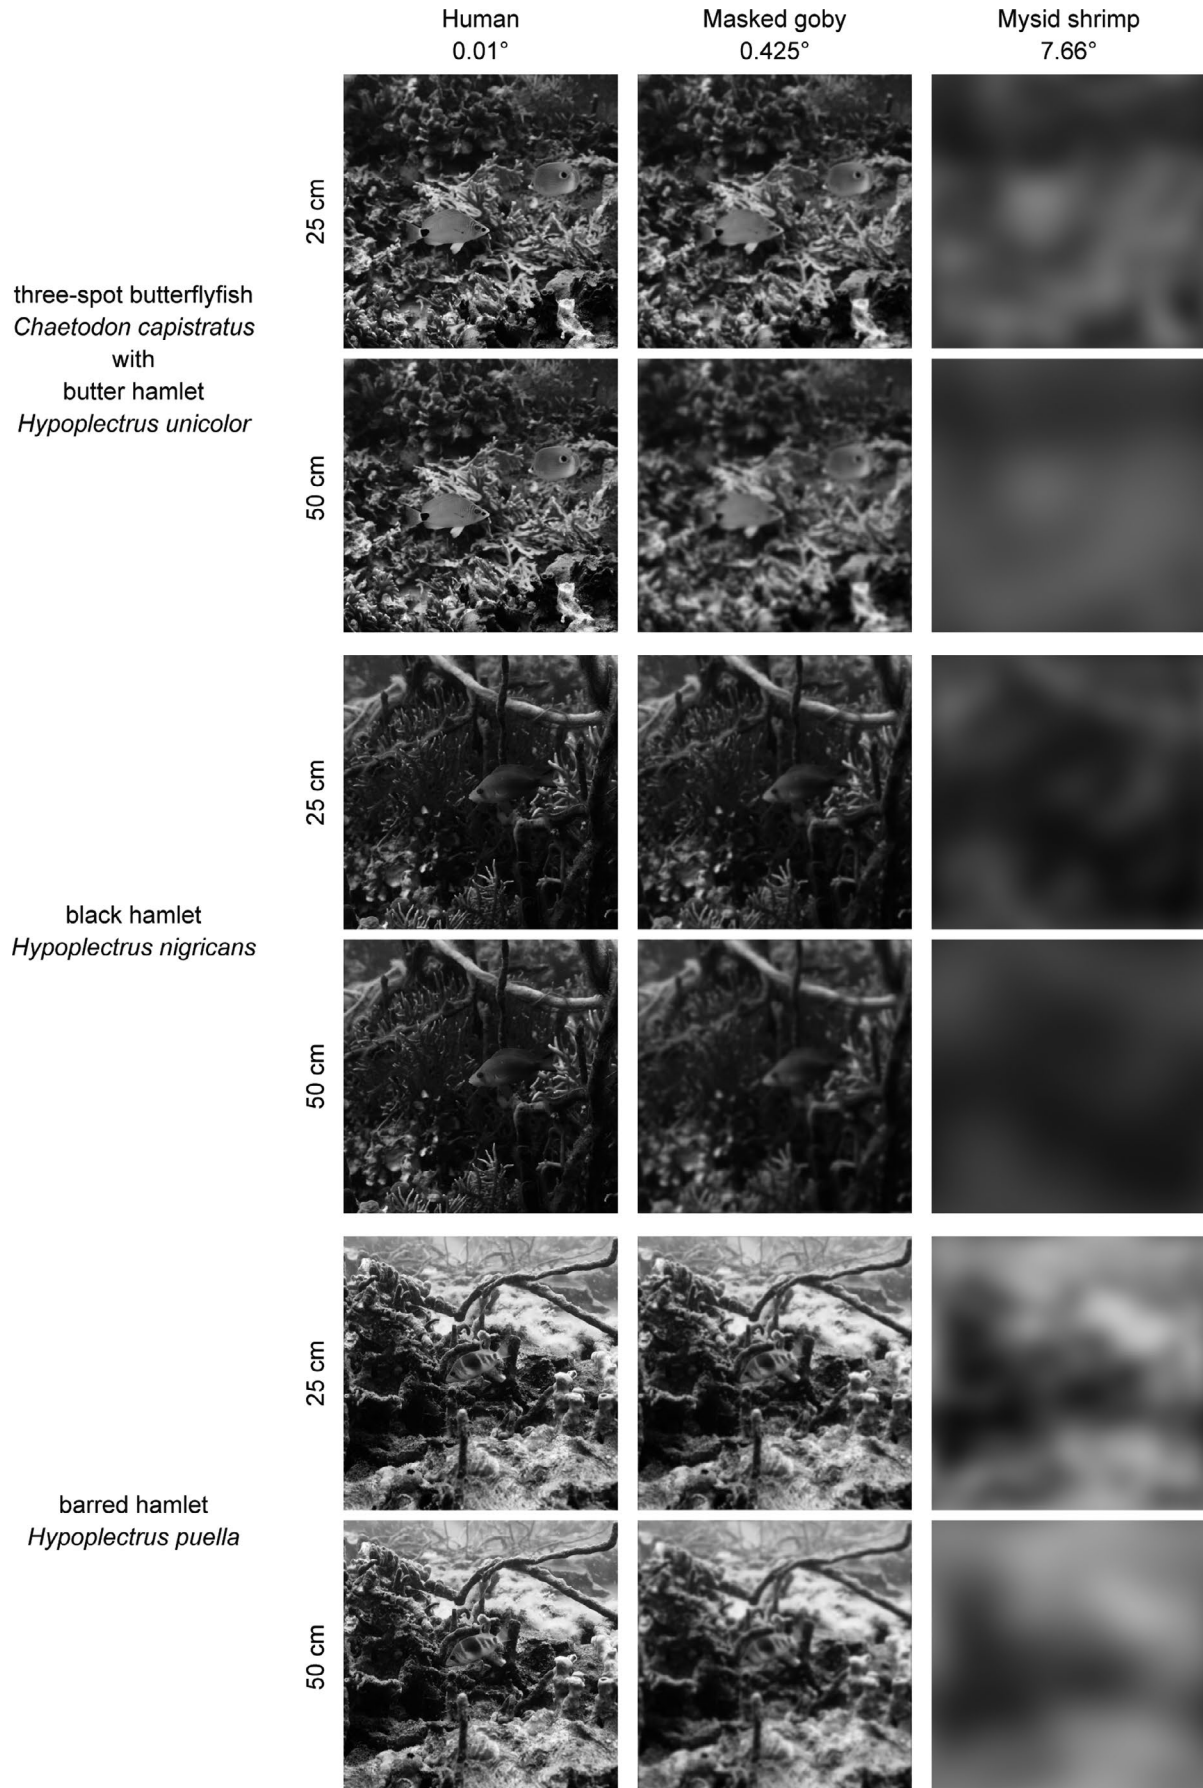 Human
0.01°
Masked goby
0.425°
Mysid shrimp
7.66°
three-spot butterflyfish
Chaetodon capistratus
with
butter hamlet
Hypoplectrus unicolor
25 cm
50 cm
black hamlet
Hypoplectrus nigricans
25 cm
50 cm
barred hamlet
Hypoplectrus puella
25 cm
50 cm